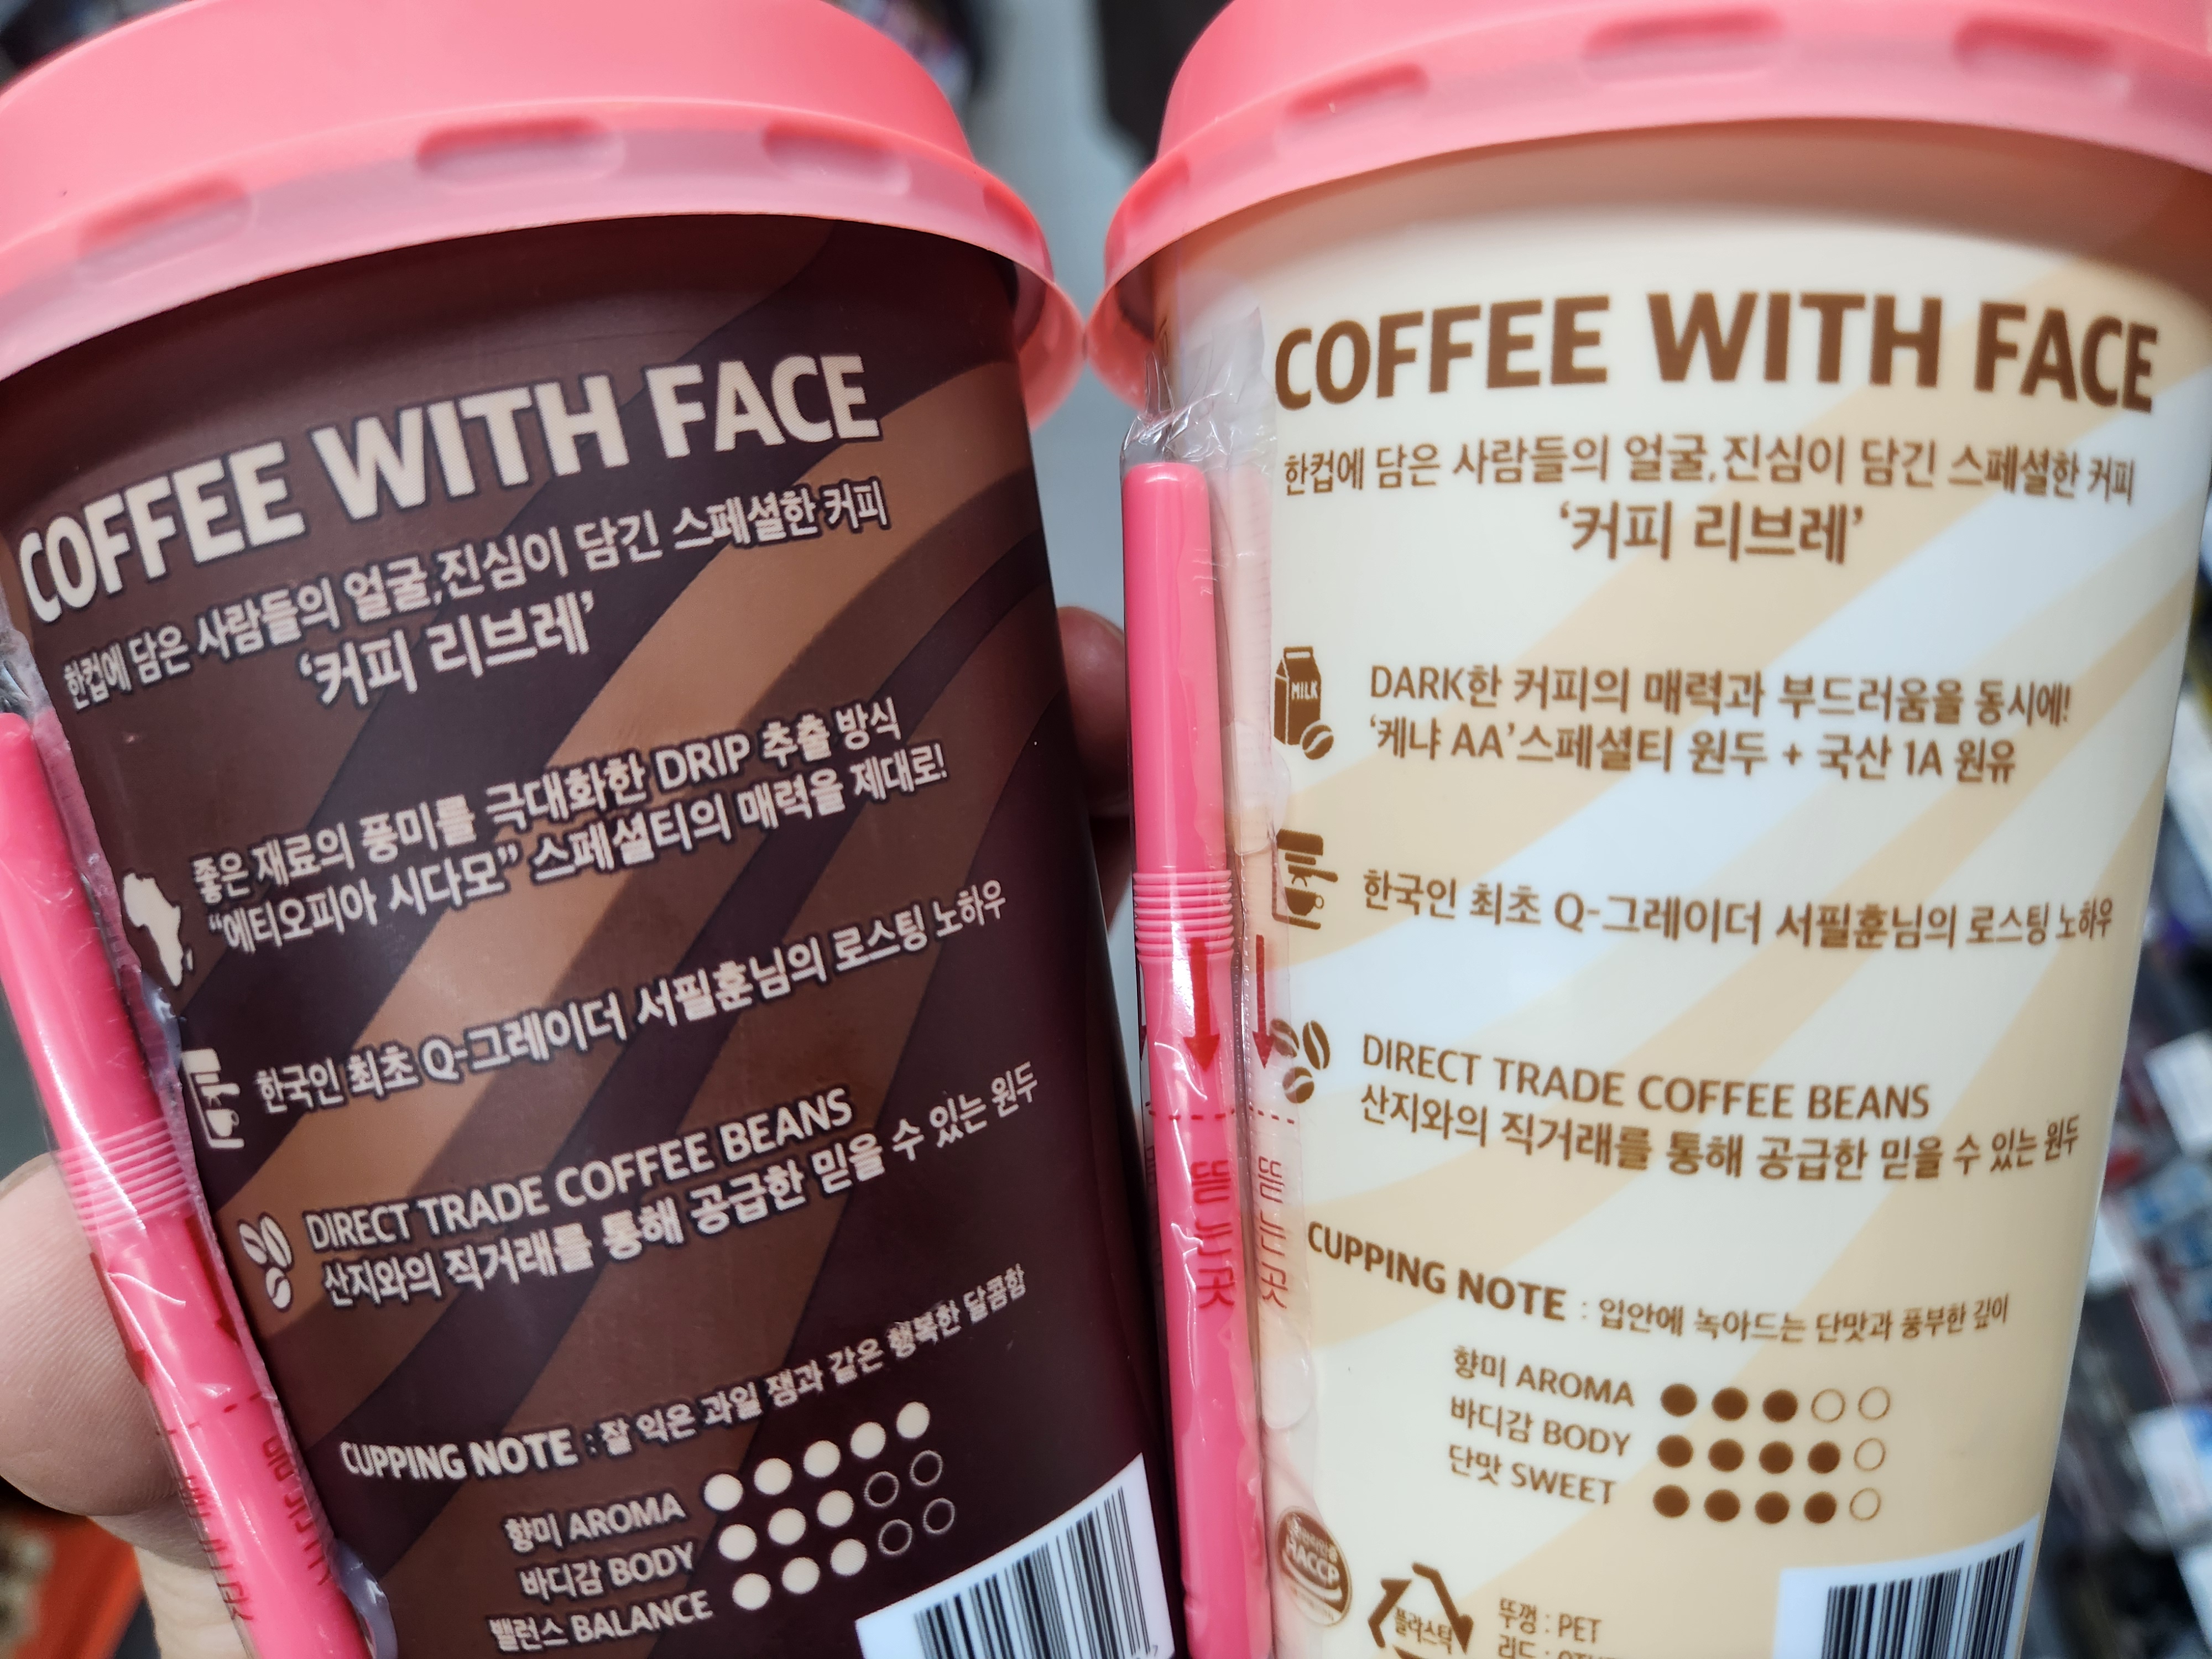 COFFEE WITH FACE
한컵에 담은 사람들의 얼굴,진심이 담긴 스페셜한 커피
‘커피 리브레’
좋은 재료의 풍미를 극대화한 DRIP 추출 방식
“에티오피아 시다모” 스페셜티의 매력을 제대로!
한국인 최초 Q-그레이더 서필훈님의 로스팅 노하우
DIRECT TRADE COFFEE BEANS
산지와의 직거래를 통해 공급한 믿을 수 있는 원두
CUPPING NOTE : 잘 익은 과일 잼과 같은 행복한 달콤함
향미 AROMA
바디감 BODY
밸런스 BALANCE
COFFEE WITH FACE
한컵에 담은 사람들의 얼굴,진심이 담긴 스페셜한 커피
‘커피 리브레’
MILK
DARK한 커피의 매력과 부드러움을 동시에!
‘케냐 AA’스페셜티 원두 + 국산 1A 원유
한국인 최초 Q-그레이더 서필훈님의 로스팅 노하우
DIRECT TRADE COFFEE BEANS
산지와의 직거래를 통해 공급한 믿을 수 있는 원두
뜯는곳
뜯는곳
CUPPING NOTE : 입안에 녹아드는 단맛과 풍부한 깊이
향미 AROMA
바디감 BODY
단맛 SWEET
HACCP
플라스틱
뚜껑 : PET
리드 :